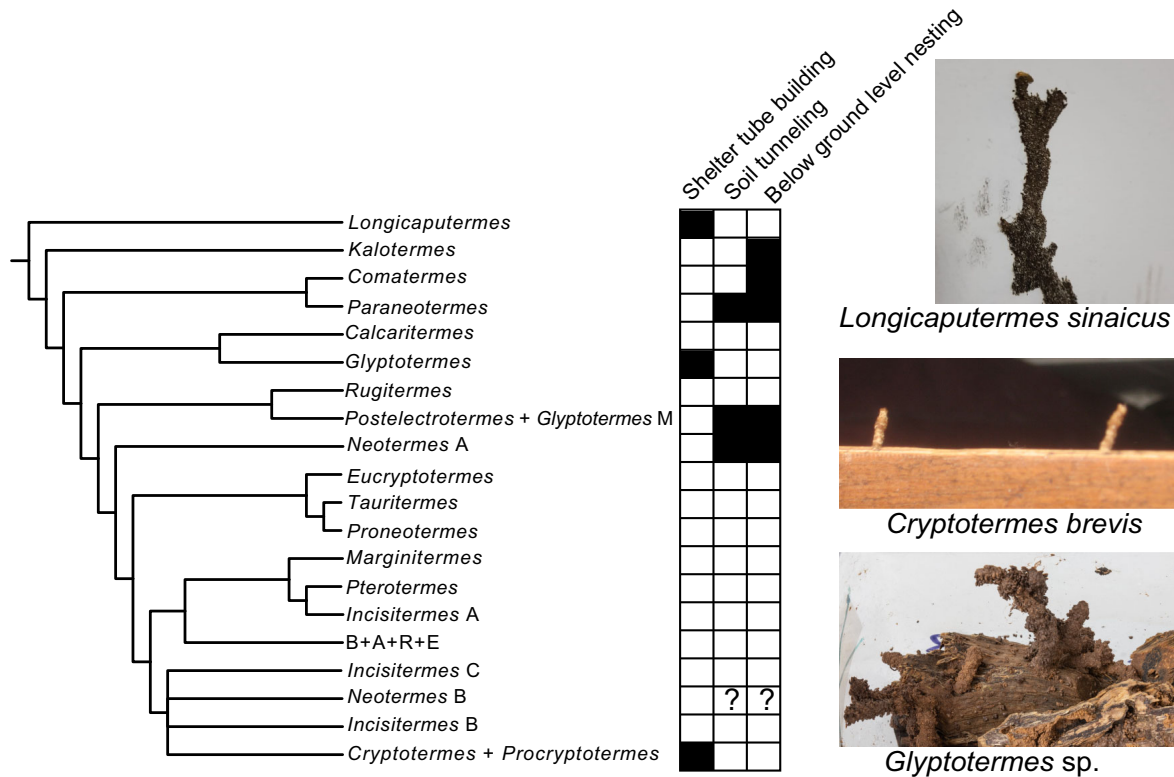 Shelter tube building
Soil tunneling
Below ground level nesting
Longicaputermes
Kalotermes
Comatermes
Paraneotermes
Calcaritermes
Glyptotermes
Rugitermes
Postelectrotermes + Glyptotermes M
Neotermes A
Eucryptotermes
Tauritermes
Proneotermes
Marginitermes
Pterotermes
Incisitermes A
B+A+R+E
Incisitermes C
Neotermes B
? ?
Incisitermes B
Cryptotermes + Procryptotermes
Longicaputermes sinaicus
Cryptotermes brevis
Glyptotermes sp.